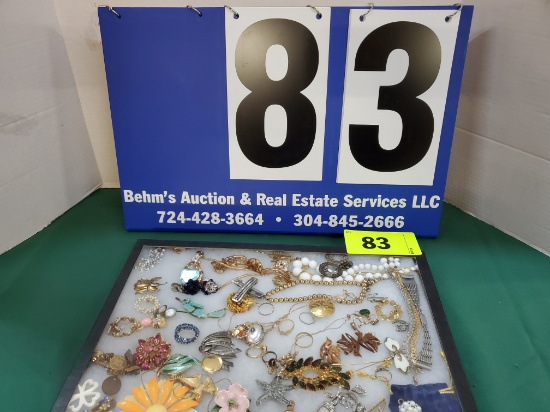 83
Behm's Auction & Real Estate Services LLC
724-428-3664 • 304-845-2666
83